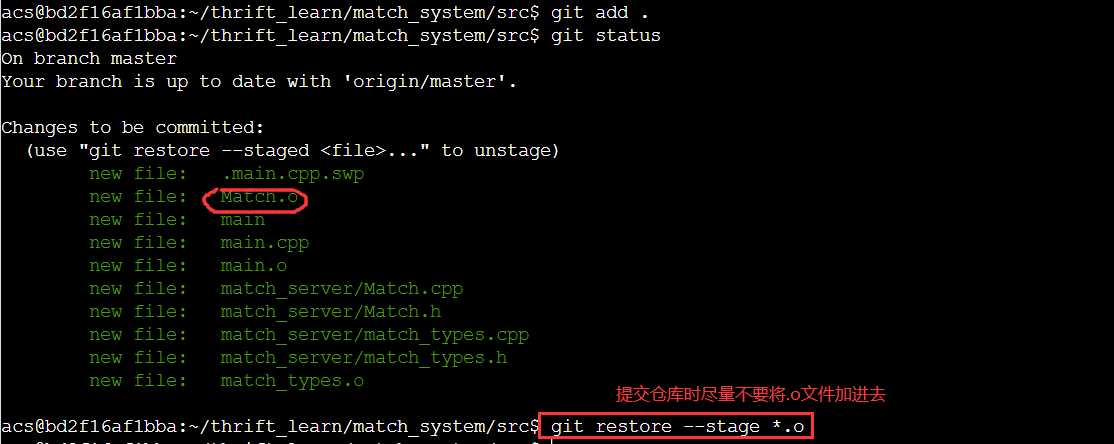 acs@bd2f16af1bba:~/thrift_learn/match_system/src$ git add .
acs@bd2f16af1bba:~/thrift_learn/match_system/src$ git status
On branch master
Your branch is up to date with 'origin/master'.
Changes to be committed:
  (use "git restore --staged <file>..." to unstage)
        new file:   .main.cpp.swp
        new file:   Match.o
        new file:   main
        new file:   main.cpp
        new file:   main.o
        new file:   match_server/Match.cpp
        new file:   match_server/Match.h
        new file:   match_server/match_types.cpp
        new file:   match_server/match_types.h
        new file:   match_types.o
提交仓库时尽量不要将.o文件加进去
acs@bd2f16af1bba:~/thrift_learn/match_system/src$ git restore --stage *.o